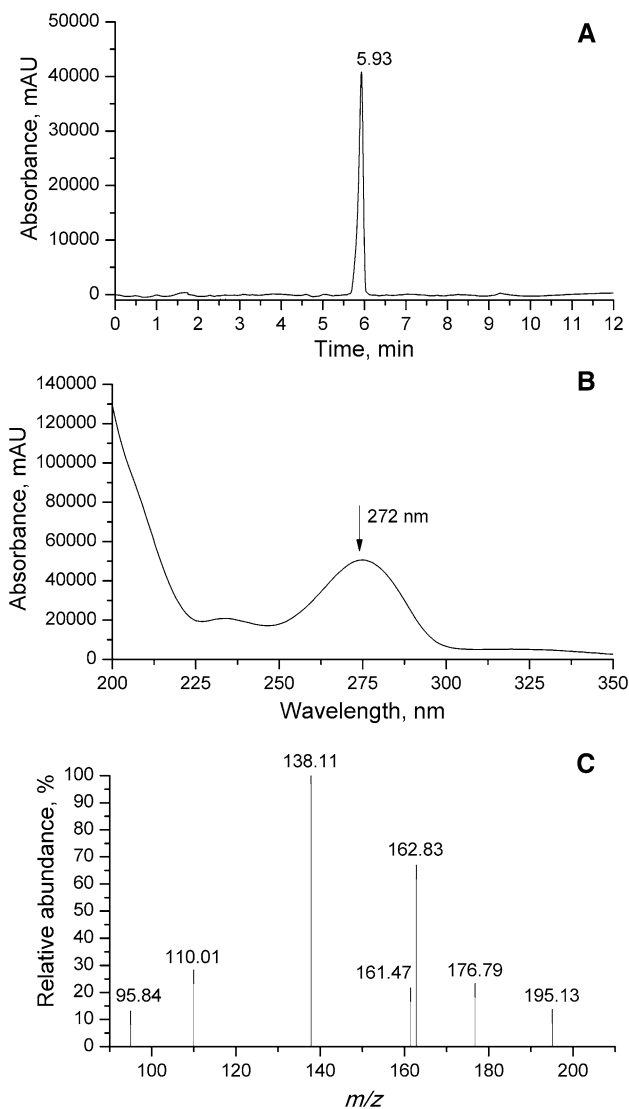 A
Absorbance, mAU
50000
40000
30000
20000
10000
0
5.93
0 1 2 3 4 5 6 7 8 9 10 11 12
Time, min
B
Absorbance, mAU
140000
120000
100000
80000
60000
40000
20000
0
272 nm
200 225 250 275 300 325 350
Wavelength, nm
C
Relative abundance, %
100
90
80
70
60
50
40
30
20
10
0
138.11
162.83
110.01
161.47
176.79
95.84
195.13
100 120 140 160 180 200
m/z